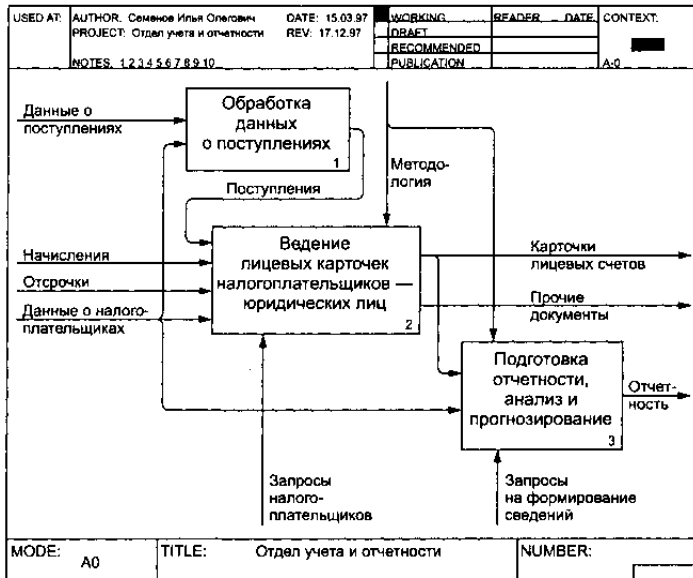 USED AT:
AUTHOR. Семенов Илья Олегович
DATE: 15.03.97
PROJECT: Отдел учета и отчетности
REV: 17.12.97
NOTES. 1 2 3 4 5 6 7 8 9 10
WORKING
READER
DATE
DRAFT
RECOMMENDED
PUBLICATION
CONTEXT:
A-0
Данные о
поступлениях
Обработка
данных
о поступлениях
1
Поступления
Методо-
логия
Начисления
Отсрочки
Данные о налого-
плательщиках
Ведение
лицевых карточек
налогоплательщиков —
юридических лиц
2
Карточки
лицевых счетов
Прочие
документы
Подготовка
отчетности,
анализ и
прогнозирование
3
Отчет-
ность
Запросы
налого-
плательщиков
Запросы
на формирование
сведений
MODE:
A0
TITLE:
Отдел учета и отчетности
NUMBER: